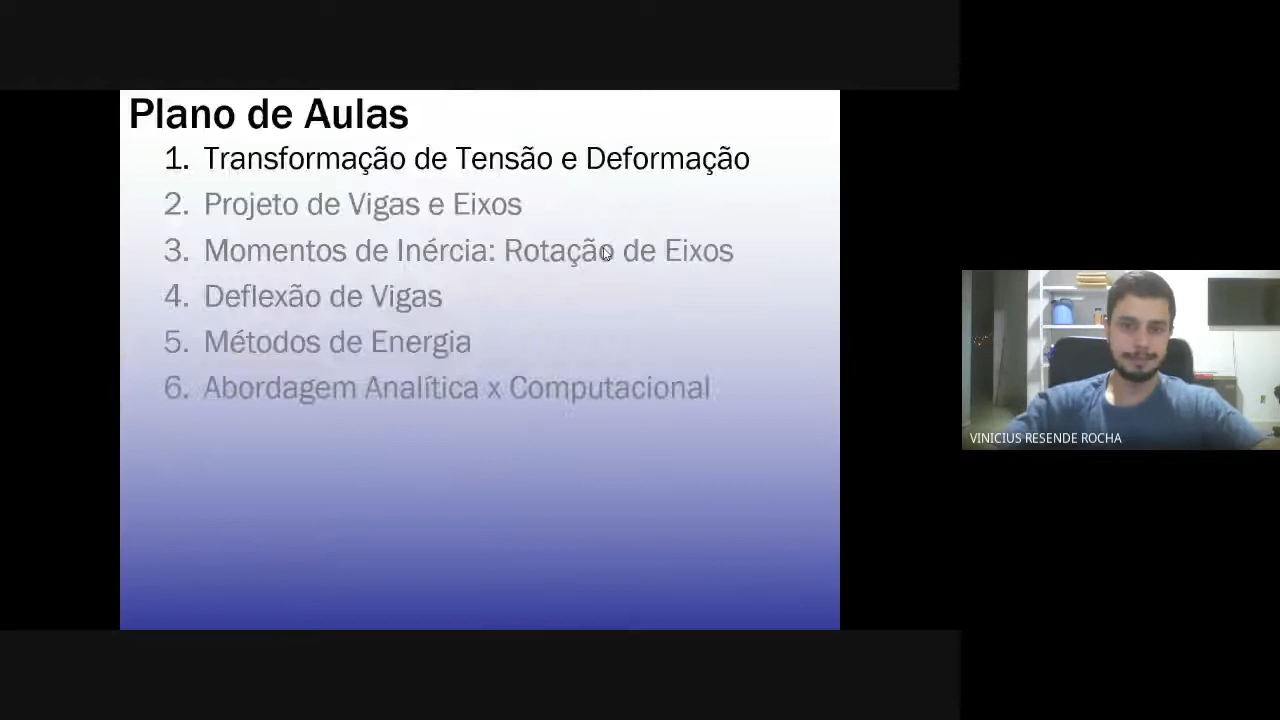 Plano de Aulas
1. Transformação de Tensão e Deformação
2. Projeto de Vigas e Eixos
3. Momentos de Inércia: Rotação de Eixos
4. Deflexão de Vigas
5. Métodos de Energia
6. Abordagem Analítica x Computacional
VINICIUS RESENDE ROCHA